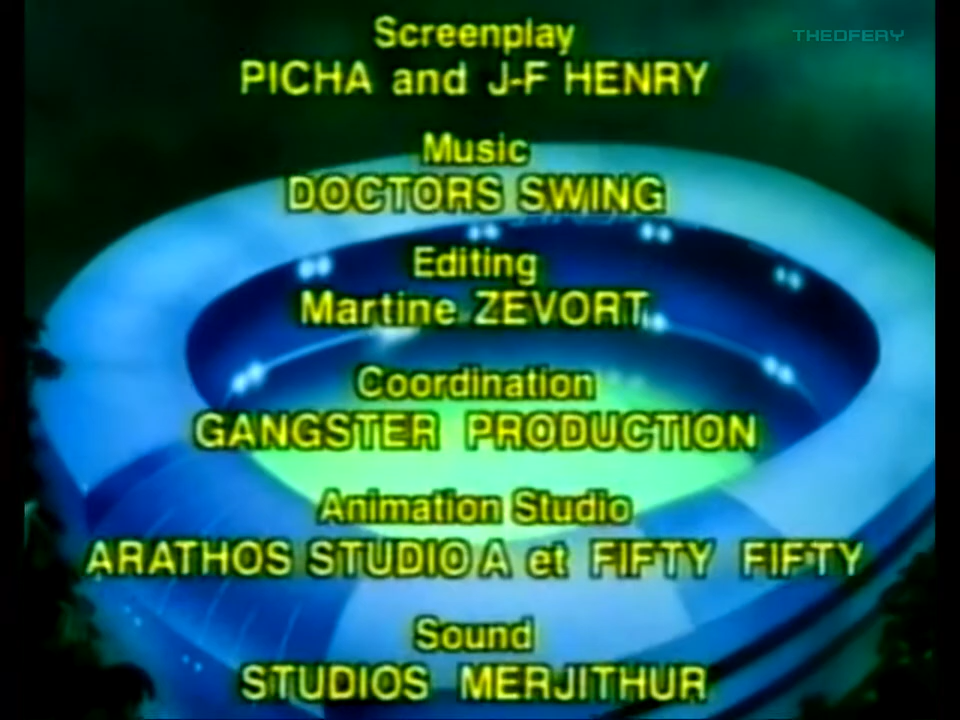 THEOFERY
Screenplay
PICHA and J-F HENRY
Music
DOCTORS SWING
Editing
Martine ZEVORT
Coordination
GANGSTER PRODUCTION
Animation Studio
ARATHOS STUDIO A et FIFTY FIFTY
Sound
STUDIOS MERJITHUR